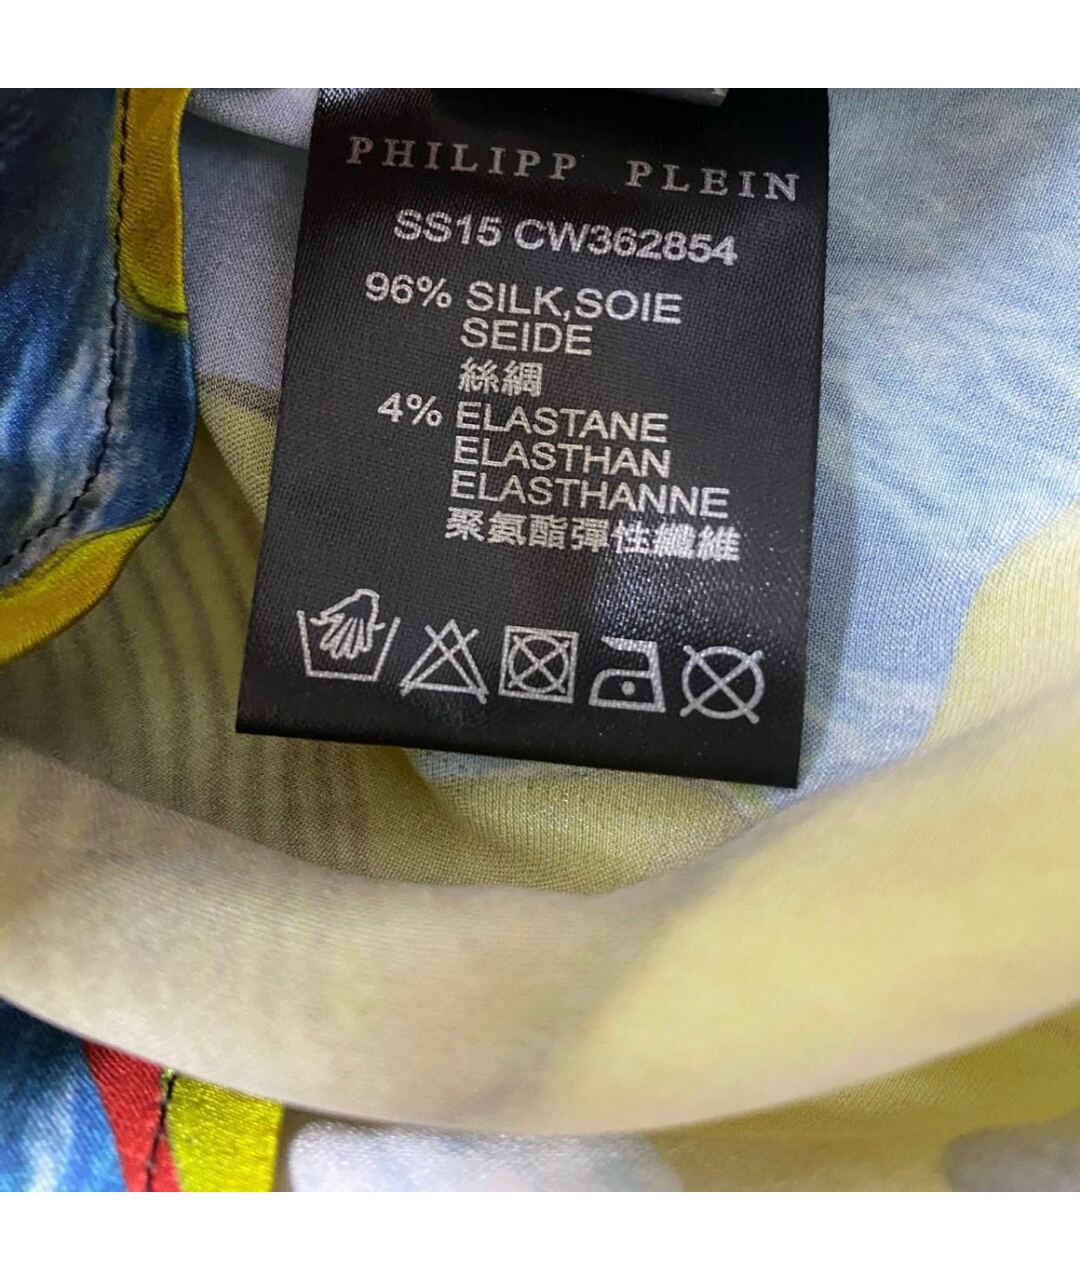 PHILIPP PLEIN
SS15 CW362854
96% SILK,SOIE
SEIDE
絲綢
4% ELASTANE
ELASTHAN
ELASTHANNE
聚氨酯彈性纖維